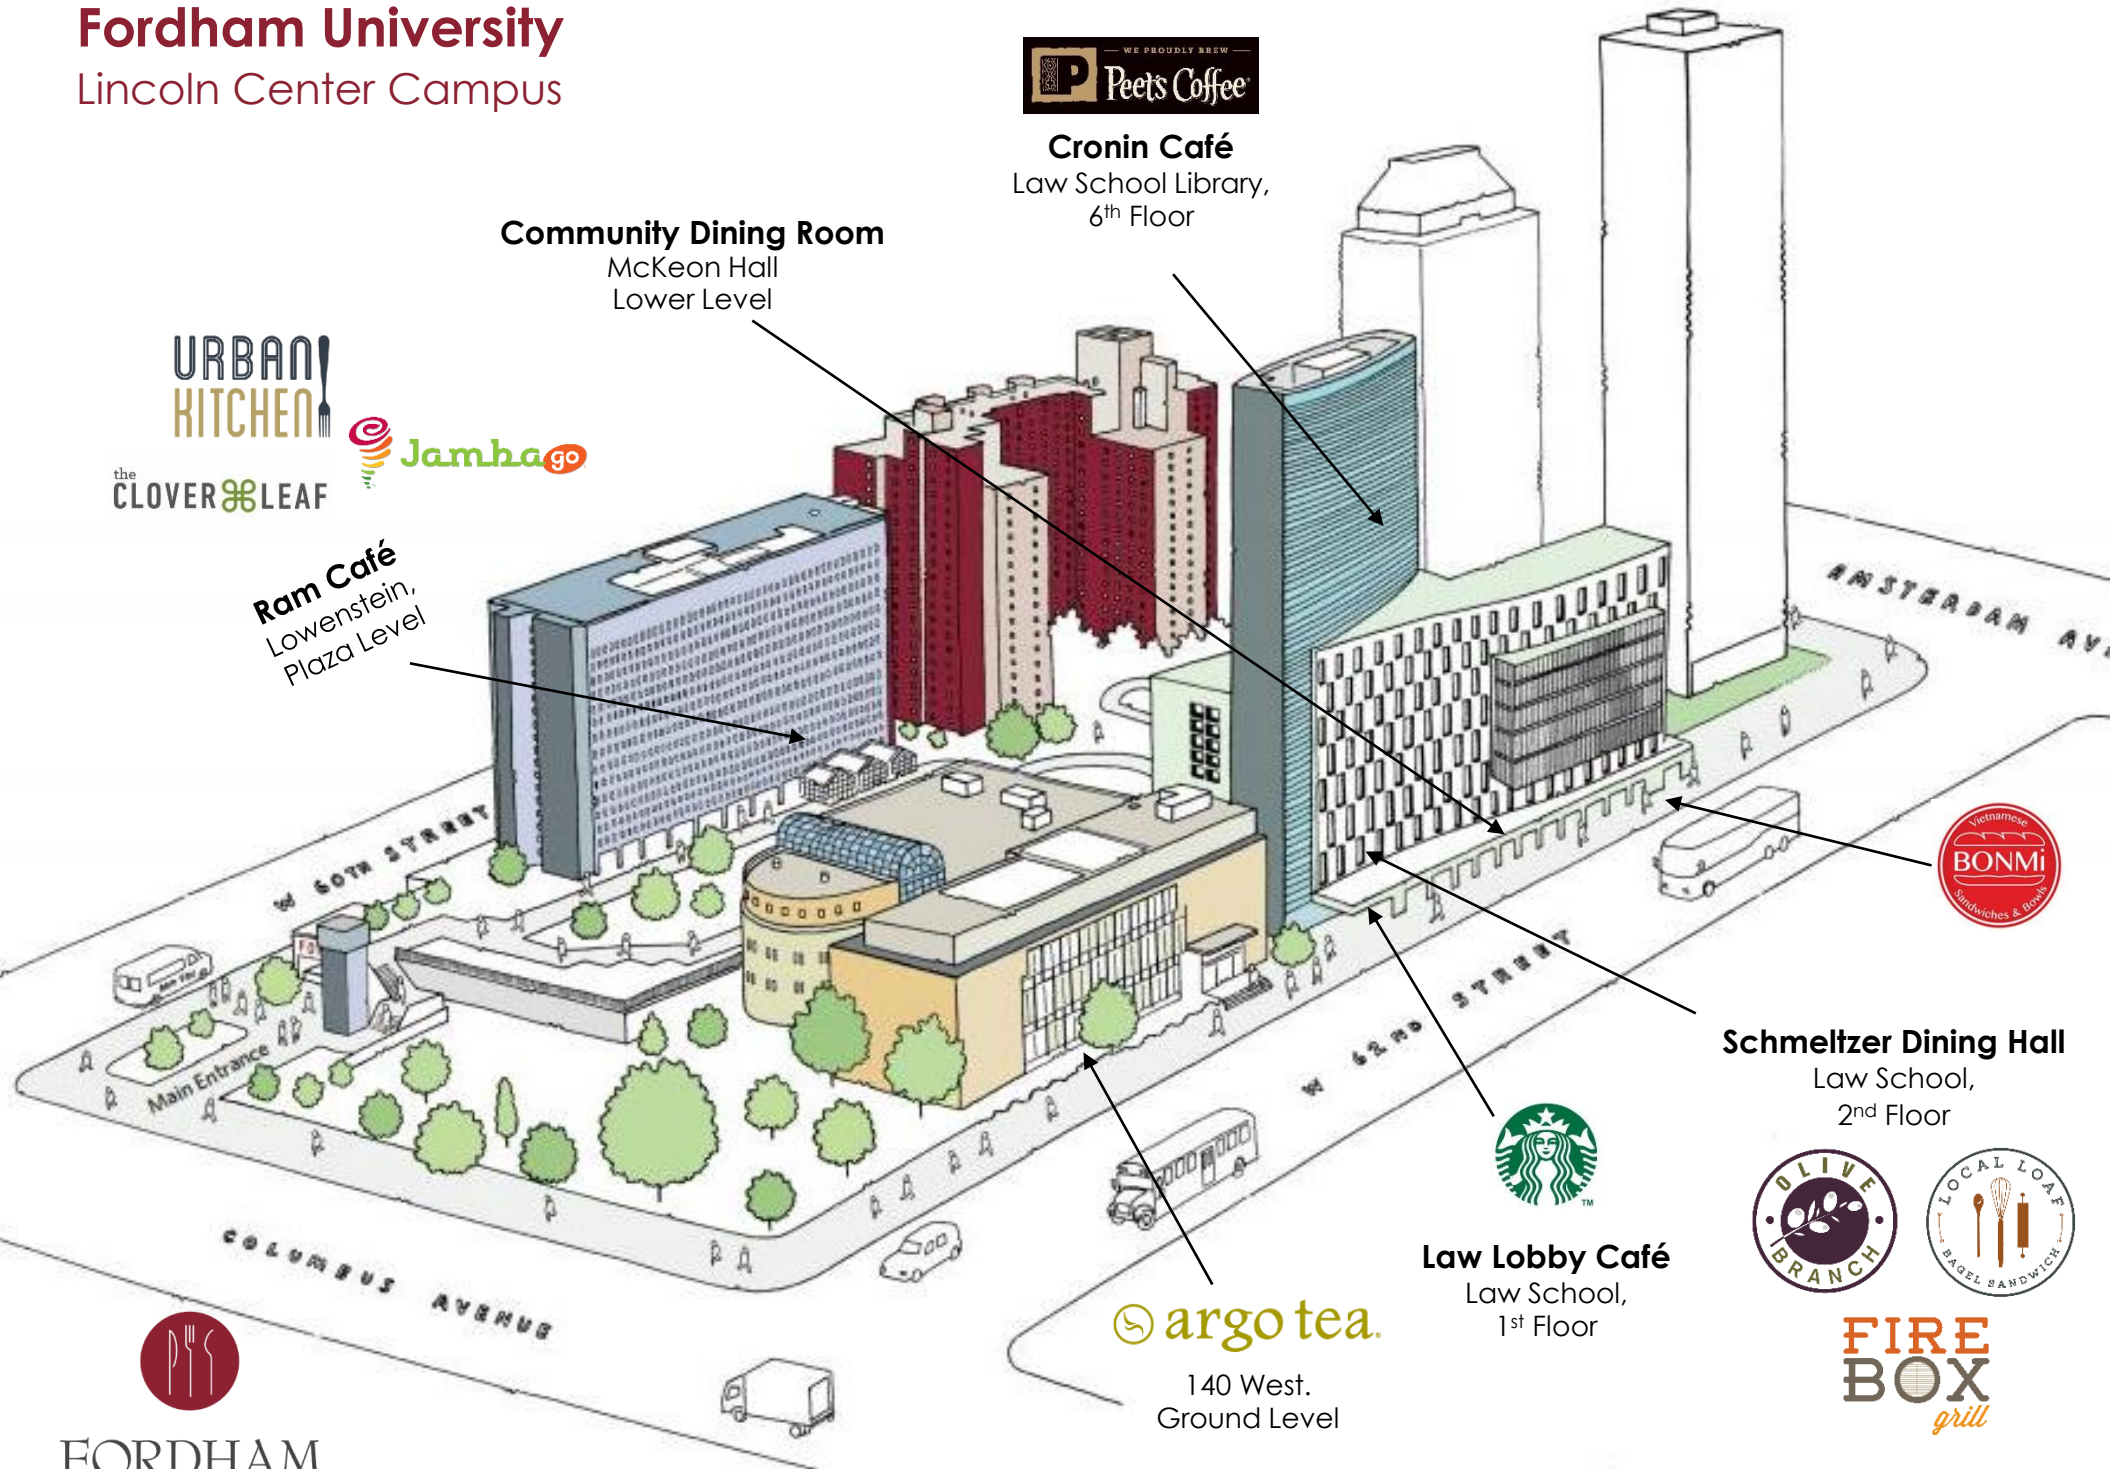 Fordham University
Lincoln Center Campus
WE PROUDLY BREW
Peet's Coffee
Cronin Café
Law School Library,
6th Floor
Community Dining Room
McKeon Hall
Lower Level
URBAN
KITCHEN
Jamba go
the
CLOVER LEAF
Ram Café
Lowenstein,
Plaza Level
AMSTERDAM AV
W 60TH STREET
Vietnamese
BONMi
Sandwiches & Bowls
W 62ND STREET
Main Entrance
Schmeltzer Dining Hall
Law School,
2nd Floor
OLIVE
BRANCH
LOCAL LOAF
BAGEL SANDWICH
FIRE
BOX
grill
TM
Law Lobby Café
Law School,
1st Floor
COLUMBUS AVENUE
argo tea.
140 West.
Ground Level
FORDHAM